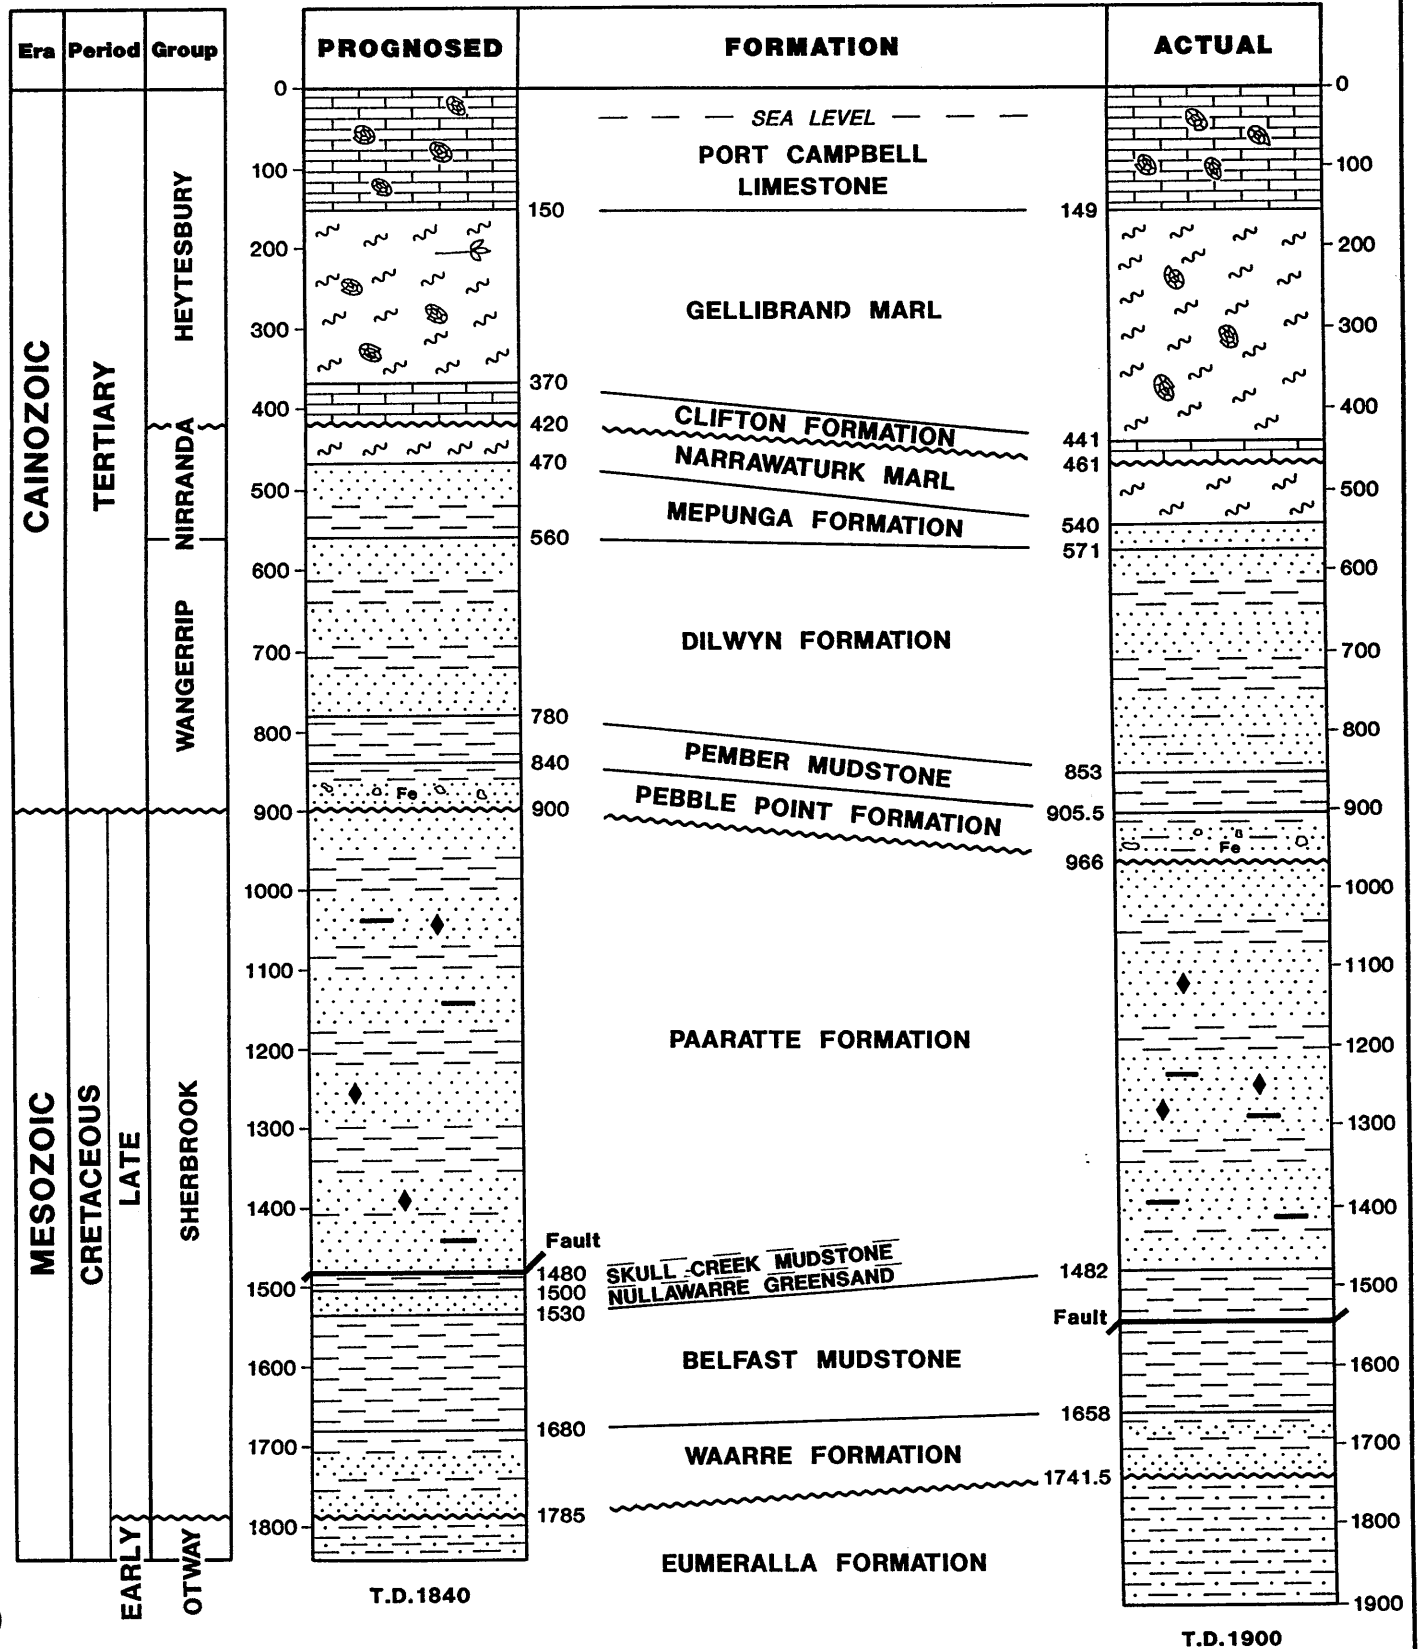 Era Period Group PROGNOSED FORMATION ACTUAL
0 0
SEA LEVEL
PORT CAMPBELL
LIMESTONE
100 100
150 149
200 200
GELLIBRAND MARL
300 300
370
400 400
420 CLIFTON FORMATION 441
470 NARRAWATURK MARL 461
500 500
MEPUNGA FORMATION 540
560 571
600 600
DILWYN FORMATION
700 700
780
800 800
PEMBER MUDSTONE 853
840
Fe
900 900 PEBBLE POINT FORMATION 905.5 900
Fe
966
1000 1000
1100 1100
PAARATTE FORMATION
1200 1200
1300 1300
1400 1400
Fault
1480 SKULL CREEK MUDSTONE 1482
1500 1500 NULLAWARRE GREENSAND 1500
1530
Fault
BELFAST MUDSTONE
1600 1600
1680 1658
1700 1700
WAARRE FORMATION
1785 1741.5
1800 1800
EUMERALLA FORMATION
1900
T.D.1840
T.D.1900
CAINOZOIC
TERTIARY
HEYTESBURY
NIRRANDA
WANGERRIP
MESOZOIC
CRETACEOUS
LATE
SHERBROOK
EARLY
OTWAY